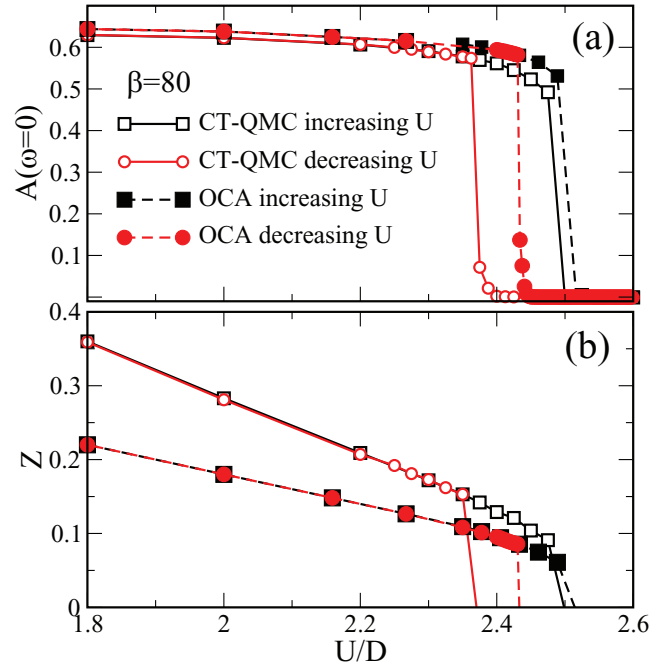 (a)
0.6
β=80
0.5
CT-QMC increasing U
0.4
CT-QMC decreasing U
A(ω=0)
0.3
OCA increasing U
0.2
OCA decreasing U
0.1
0.4
(b)
0.3
Z
0.2
0.1
0
1.8 2 2.2 2.4 2.6
U/D